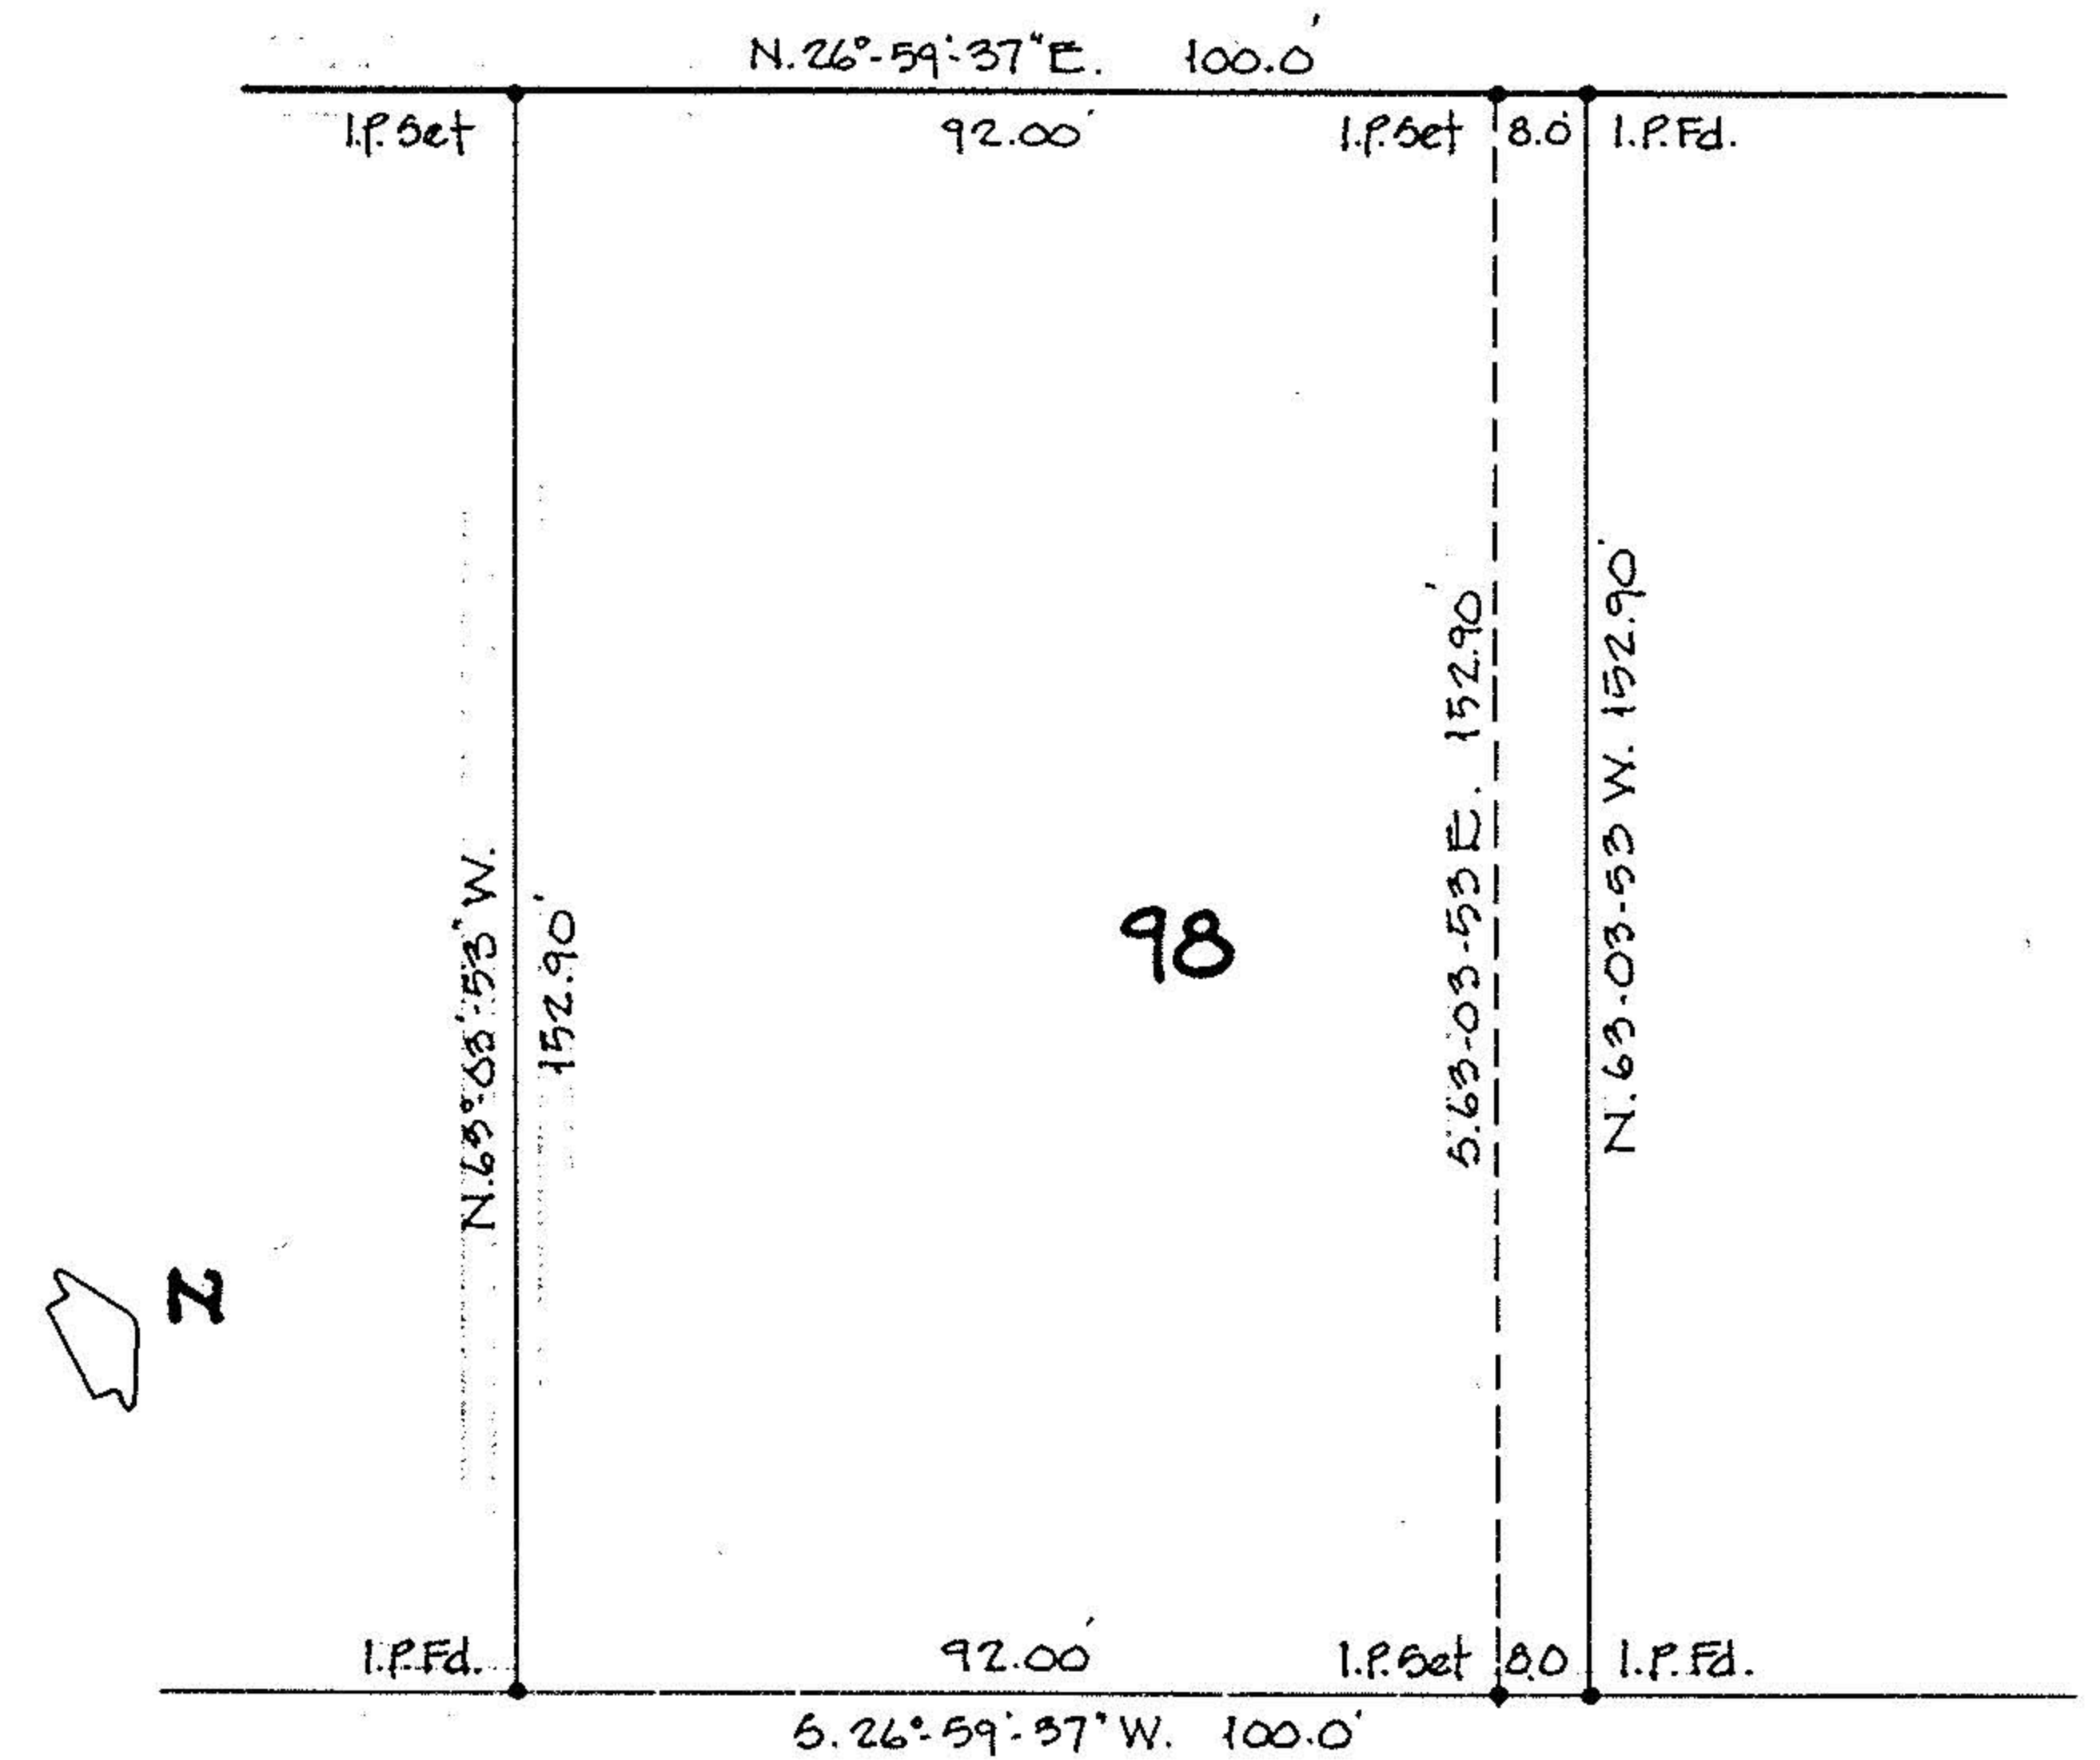 N. 26°-59'-37" E. 100.0'
I.P. Set 92.00' I.P. Set 8.0' I.P. Fd.
N. 63°-03'-53" W.
152.90'
98
S. 63-03-53 E. 152.90'
N. 63-03-53 W. 152.90'
N
I.P. Fd. 92.00' I.P. Set 8.0 I.P. Fd.
S. 26°-59'-37" W. 100.0'